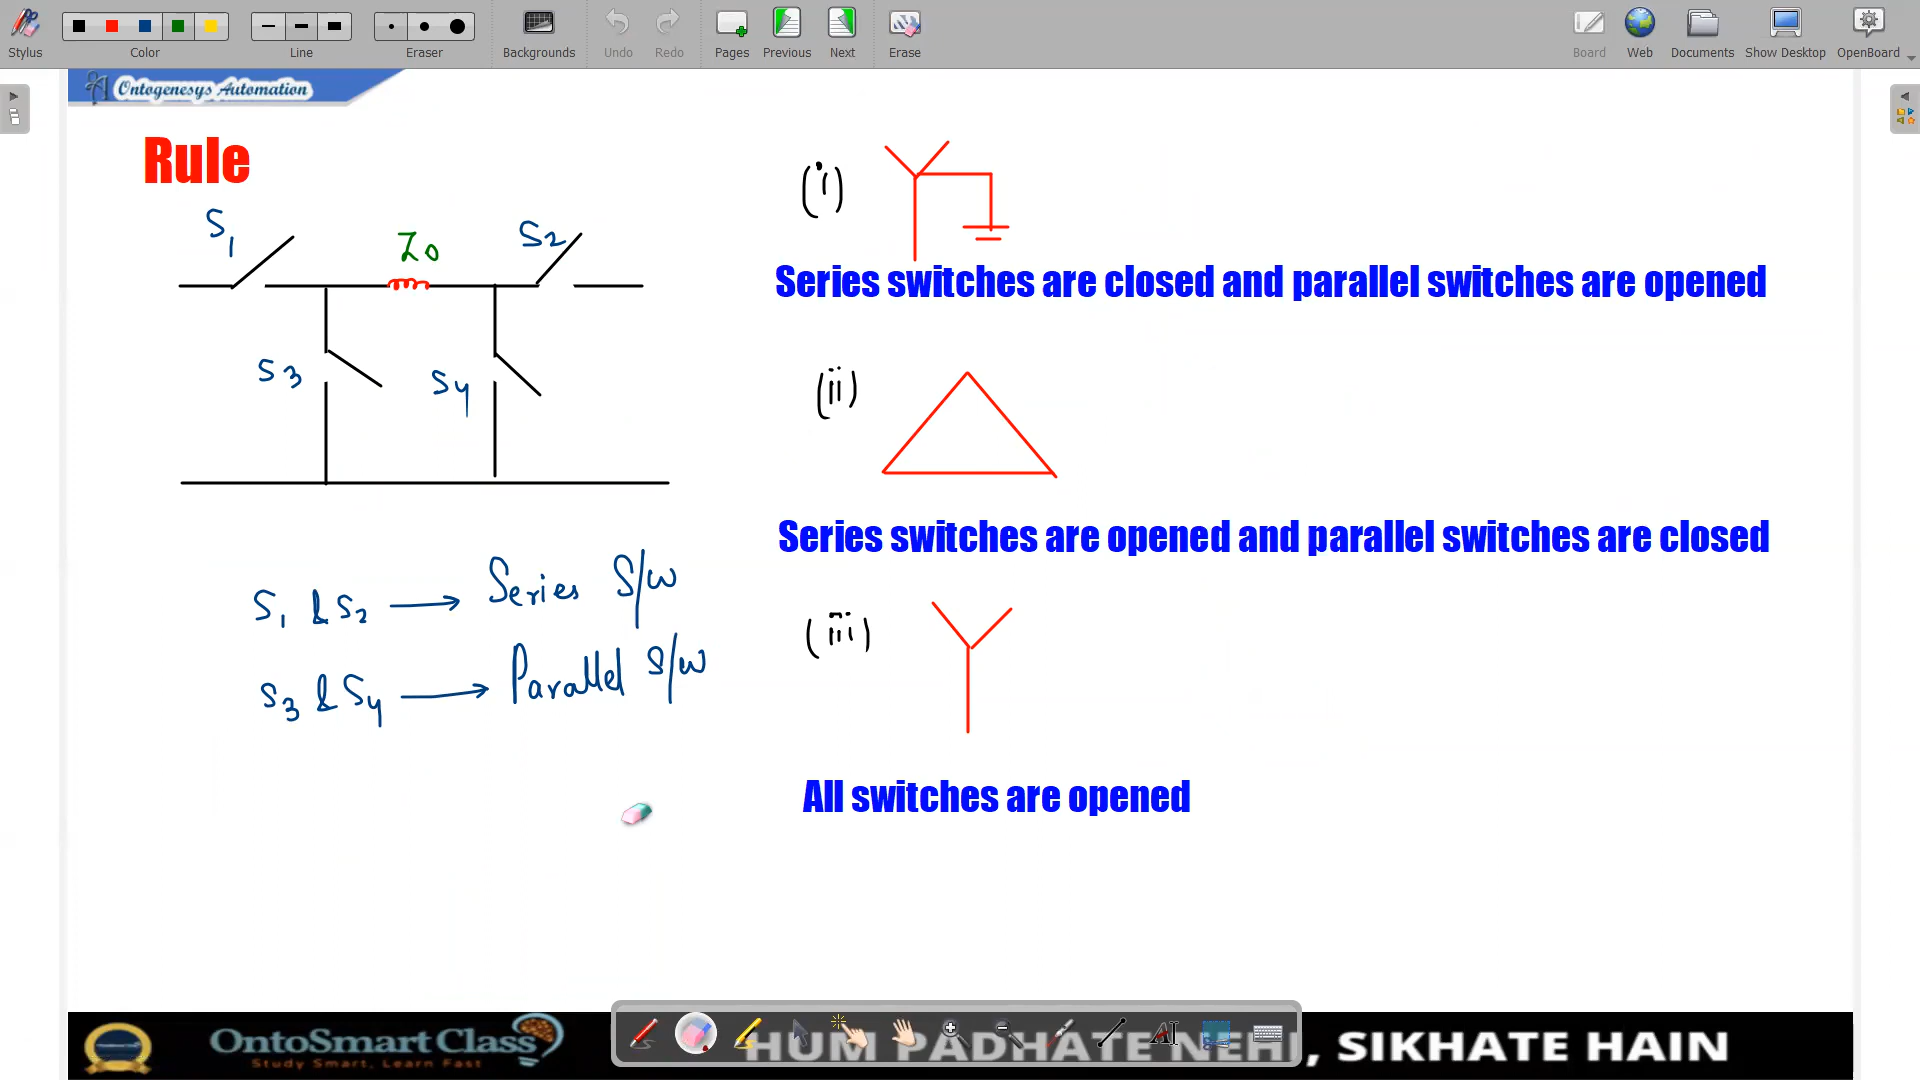 Stylus
Color
Line
Eraser
Backgrounds
Undo
Redo
Pages
Previous
Next
Erase
Board
Web
Documents
Show Desktop
OpenBoard
Ontogenesys Automation
Rule
S1
Z0
S2
S3
S4
S1 & S2 → Series S/W
S3 & S4 → Parallel S/W
(i)
Series switches are closed and parallel switches are opened
(ii)
Series switches are opened and parallel switches are closed
(iii)
All switches are opened
OntoSmart Class
Study Smart, Learn Fast
HUM PADHATE NEHI, SIKHATE HAIN